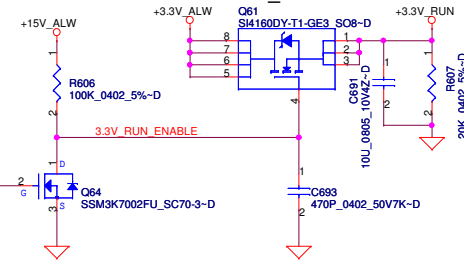 +15V_ALW
+3.3V_ALW
Q61
SI4160DY-T1-GE3_SO8~D
+3.3V_RUN
8
7
6
5
1
2
3
4
1
R606
100K_0402_5%~D
2
1
C691
10U_0805_10V4Z~D
2
1
R607
20K_0402_5%~D
2
3.3V_RUN_ENABLE
1
D
2
G
Q64
SSM3K7002FU_SC70-3~D
S
3
1
C693
470P_0402_50V7K~D
2